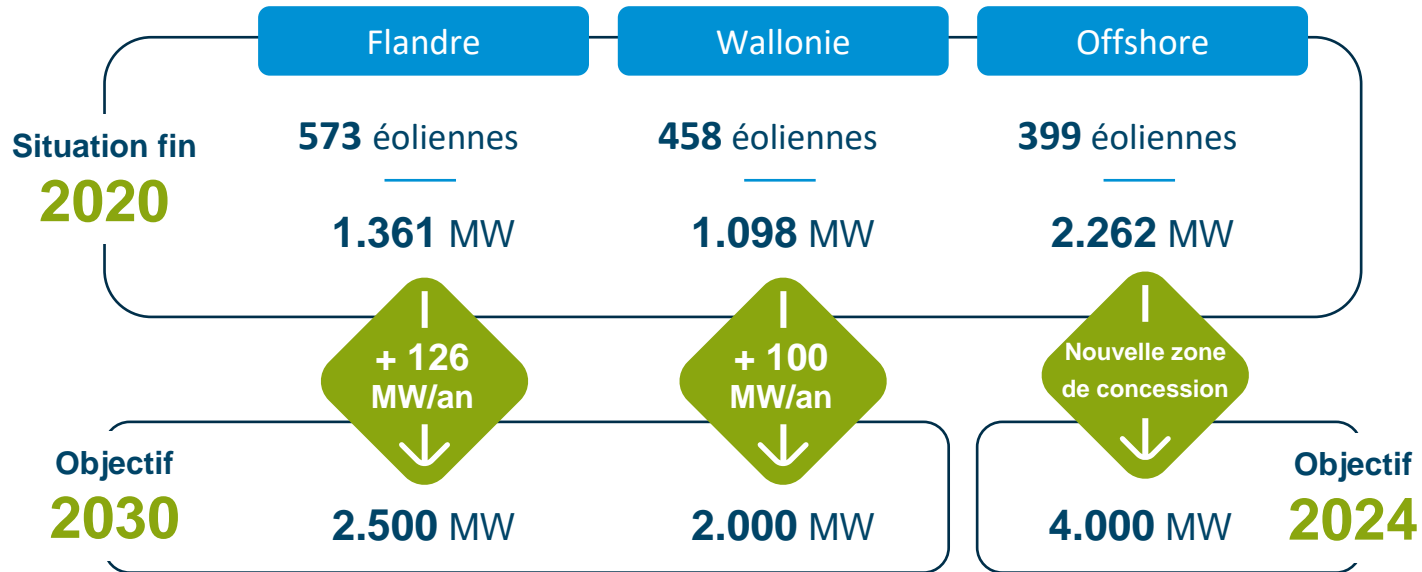 Flandre
Wallonie
Offshore
Situation fin
2020
573 éoliennes
458 éoliennes
399 éoliennes
1.361 MW
1.098 MW
2.262 MW
+ 126
MW/an
+ 100
MW/an
Nouvelle zone
de concession
Objectif
2030
2.500 MW
2.000 MW
4.000 MW
Objectif
2024